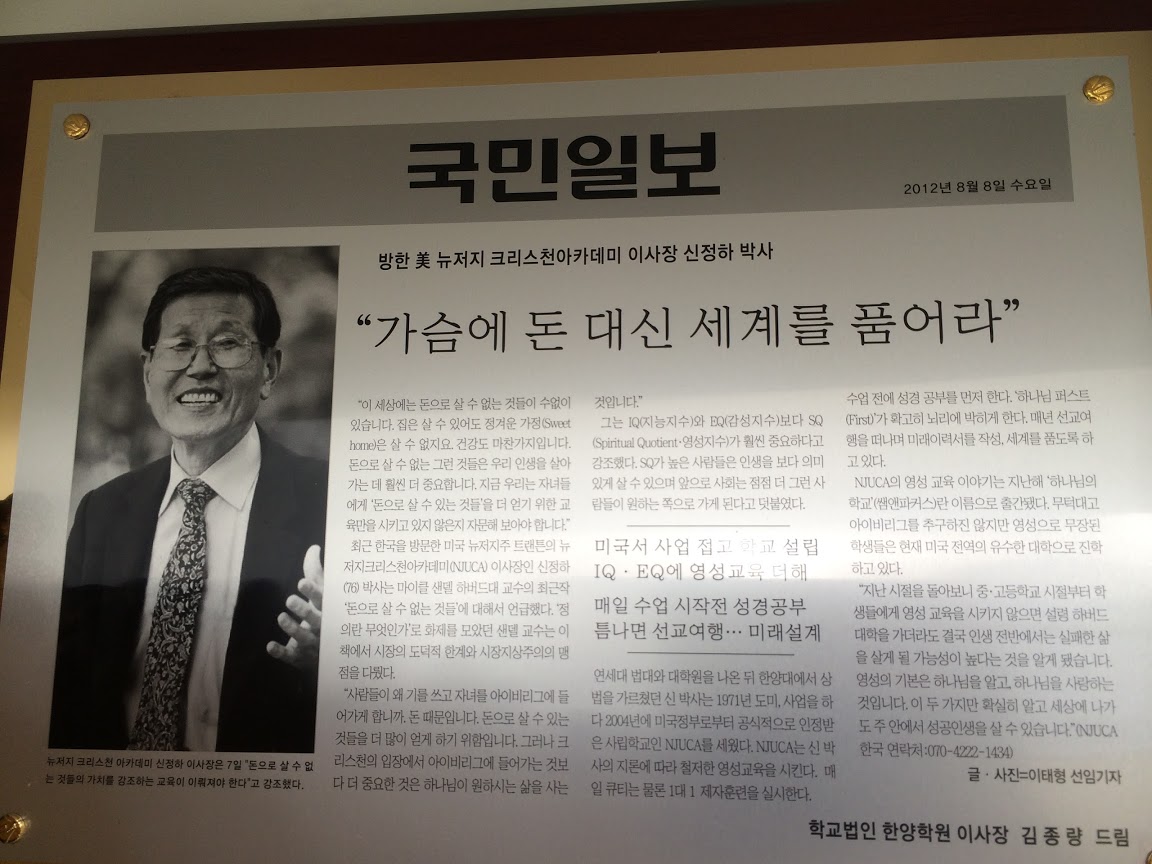 국민일보
2012년 8월 8일 수요일
방한 美 뉴저지 크리스천아카데미 이사장 신정하 박사
“가슴에 돈 대신 세계를 품어라”
“이 세상에는 돈으로 살 수 없는 것들이 수없이
있습니다. 집은 살 수 있어도 정겨운 가정(Sweet
home)은 살 수 없지요. 건강도 마찬가지입니다.
돈으로 살 수 없는 그런 것들은 우리 인생을 살아
가는 데 훨씬 더 중요합니다. 지금 우리는 자녀들
에게 ‘돈으로 살 수 있는 것들’을 더 얻기 위한 교
육만을 시키고 있지 않은지 자문해 보아야 합니다.”
최근 한국을 방문한 미국 뉴저지주 트랜튼의 뉴
저지크리스천아카데미(NJUCA) 이사장인 신정하
(76) 박사는 마이클 샌델 하버드대 교수의 최근작
‘돈으로 살 수 없는 것들’에 대해서 언급했다. ‘정
의란 무엇인가’로 화제를 모았던 샌델 교수는 이
책에서 시장의 도덕적 한계와 시장지상주의의 맹
점을 다뤘다.
“사람들이 왜 기를 쓰고 자녀를 아이비리그에 들
어가게 합니까. 돈 때문입니다. 돈으로 살 수 있는
것들을 더 많이 얻게 하기 위함입니다. 그러나 크
리스천의 입장에서 아이비리그에 들어가는 것보
다 더 중요한 것은 하나님이 원하시는 삶을 사는
것입니다.”
그는 IQ(지능지수)와 EQ(감성지수)보다 SQ
(Spiritual Quotient·영성지수)가 훨씬 중요하다고
강조했다. SQ가 높은 사람들은 인생을 보다 의미
있게 살 수 있으며 앞으로 사회는 점점 더 그런 사
람들이 원하는 쪽으로 가게 된다고 덧붙였다.
미국서 사업 접고 학교 설립
IQ · EQ에 영성교육 더해
매일 수업 시작전 성경공부
틈나면 선교여행… 미래설계
연세대 법대와 대학원을 나온 뒤 한양대에서 상
법을 가르쳤던 신 박사는 1971년 도미, 사업을 하
다 2004년에 미국정부로부터 공식적으로 인정받
은 사립학교인 NJUCA를 세웠다. NJUCA는 신 박
사의 지론에 따라 철저한 영성교육을 시킨다. 매
일 큐티는 물론 1대 1 제자훈련을 실시한다.
수업 전에 성경 공부를 먼저 한다. ‘하나님 퍼스트
(First)’가 확고히 뇌리에 박히게 한다. 매년 선교여
행을 떠나며 미래이력서를 작성, 세계를 품도록 하
고 있다.
NJUCA의 영성 교육 이야기는 지난해 ‘하나님의
학교’(쌤앤파커스)란 이름으로 출간됐다. 무턱대고
아이비리그를 추구하진 않지만 영성으로 무장된
학생들은 현재 미국 전역의 유수한 대학으로 진학
하고 있다.
“지난 시절을 돌아보니 중·고등학교 시절부터 학
생들에게 영성 교육을 시키지 않으면 설령 하버드
대학을 가더라도 결국 인생 전반에서는 실패한 삶
을 살게 될 가능성이 높다는 것을 알게 됐습니다.
영성의 기본은 하나님을 알고, 하나님을 사랑하는
것입니다. 이 두 가지만 확실히 알고 세상에 나가
도 주 안에서 성공인생을 살 수 있습니다.”(NJUCA
한국 연락처:070-4222-1434)
글 · 사진=이태형 선임기자
뉴저지 크리스천 아카데미 신정하 이사장은 7일 “돈으로 살 수 없
는 것들의 가치를 강조하는 교육이 이뤄져야 한다”고 강조했다.
학교법인 한양학원 이사장 김종량 드림